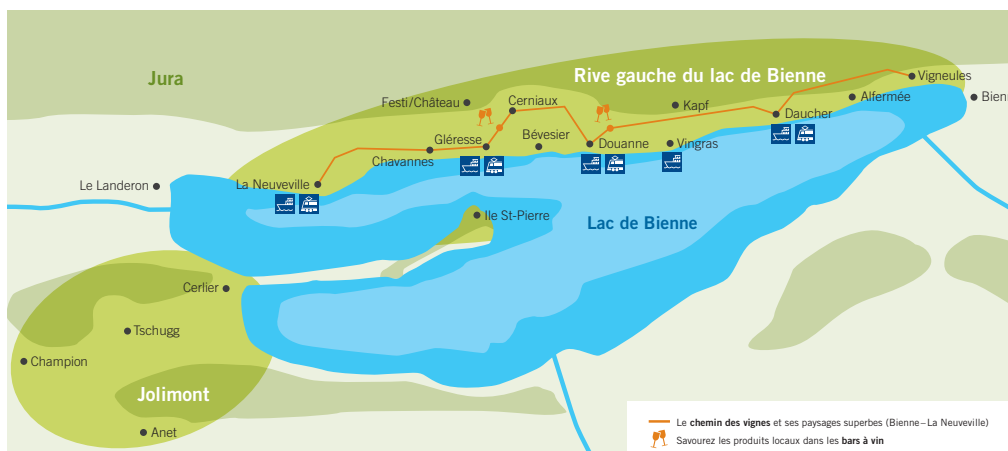 Jura
Rive gauche du lac de Bienne
Vigneules
Festi/Château
Cerniaux
Kapf
Alfermée
Bien
Daucher
Gléresse
Bévesier
Douanne
Vingras
Chavannes
Le Landeron
La Neuveville
Ile St-Pierre
Lac de Bienne
Cerlier
Tschugg
Champion
Jolimont
Anet
Le chemin des vignes et ses paysages superbes (Bienne–La Neuveville)
Savourez les produits locaux dans les bars à vin